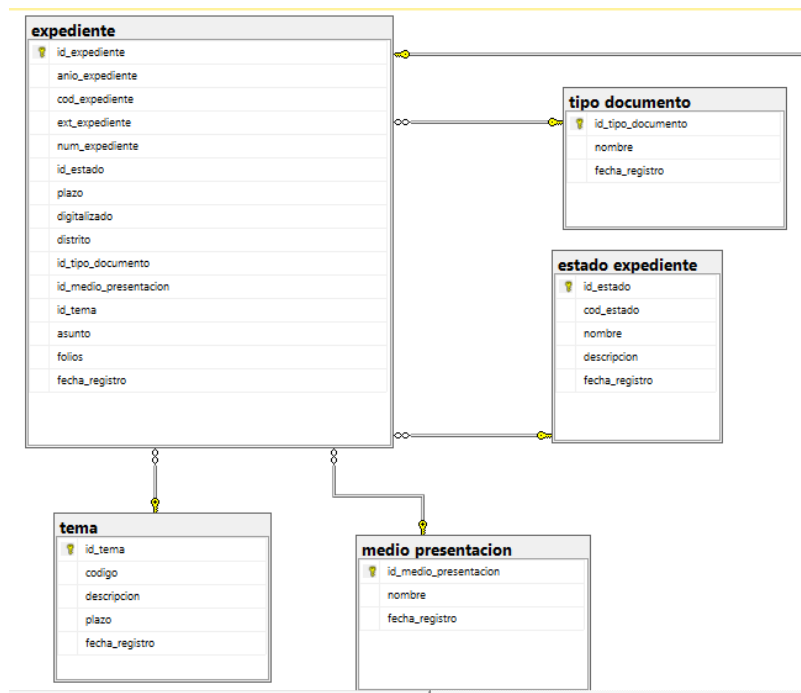 expediente
id_expediente
anio_expediente
cod_expediente
ext_expediente
num_expediente
id_estado
plazo
digitalizado
distrito
id_tipo_documento
id_medio_presentacion
id_tema
asunto
folios
fecha_registro
tipo documento
id_tipo_documento
nombre
fecha_registro
estado expediente
id_estado
cod_estado
nombre
descripcion
fecha_registro
tema
id_tema
codigo
descripcion
plazo
fecha_registro
medio presentacion
id_medio_presentacion
nombre
fecha_registro